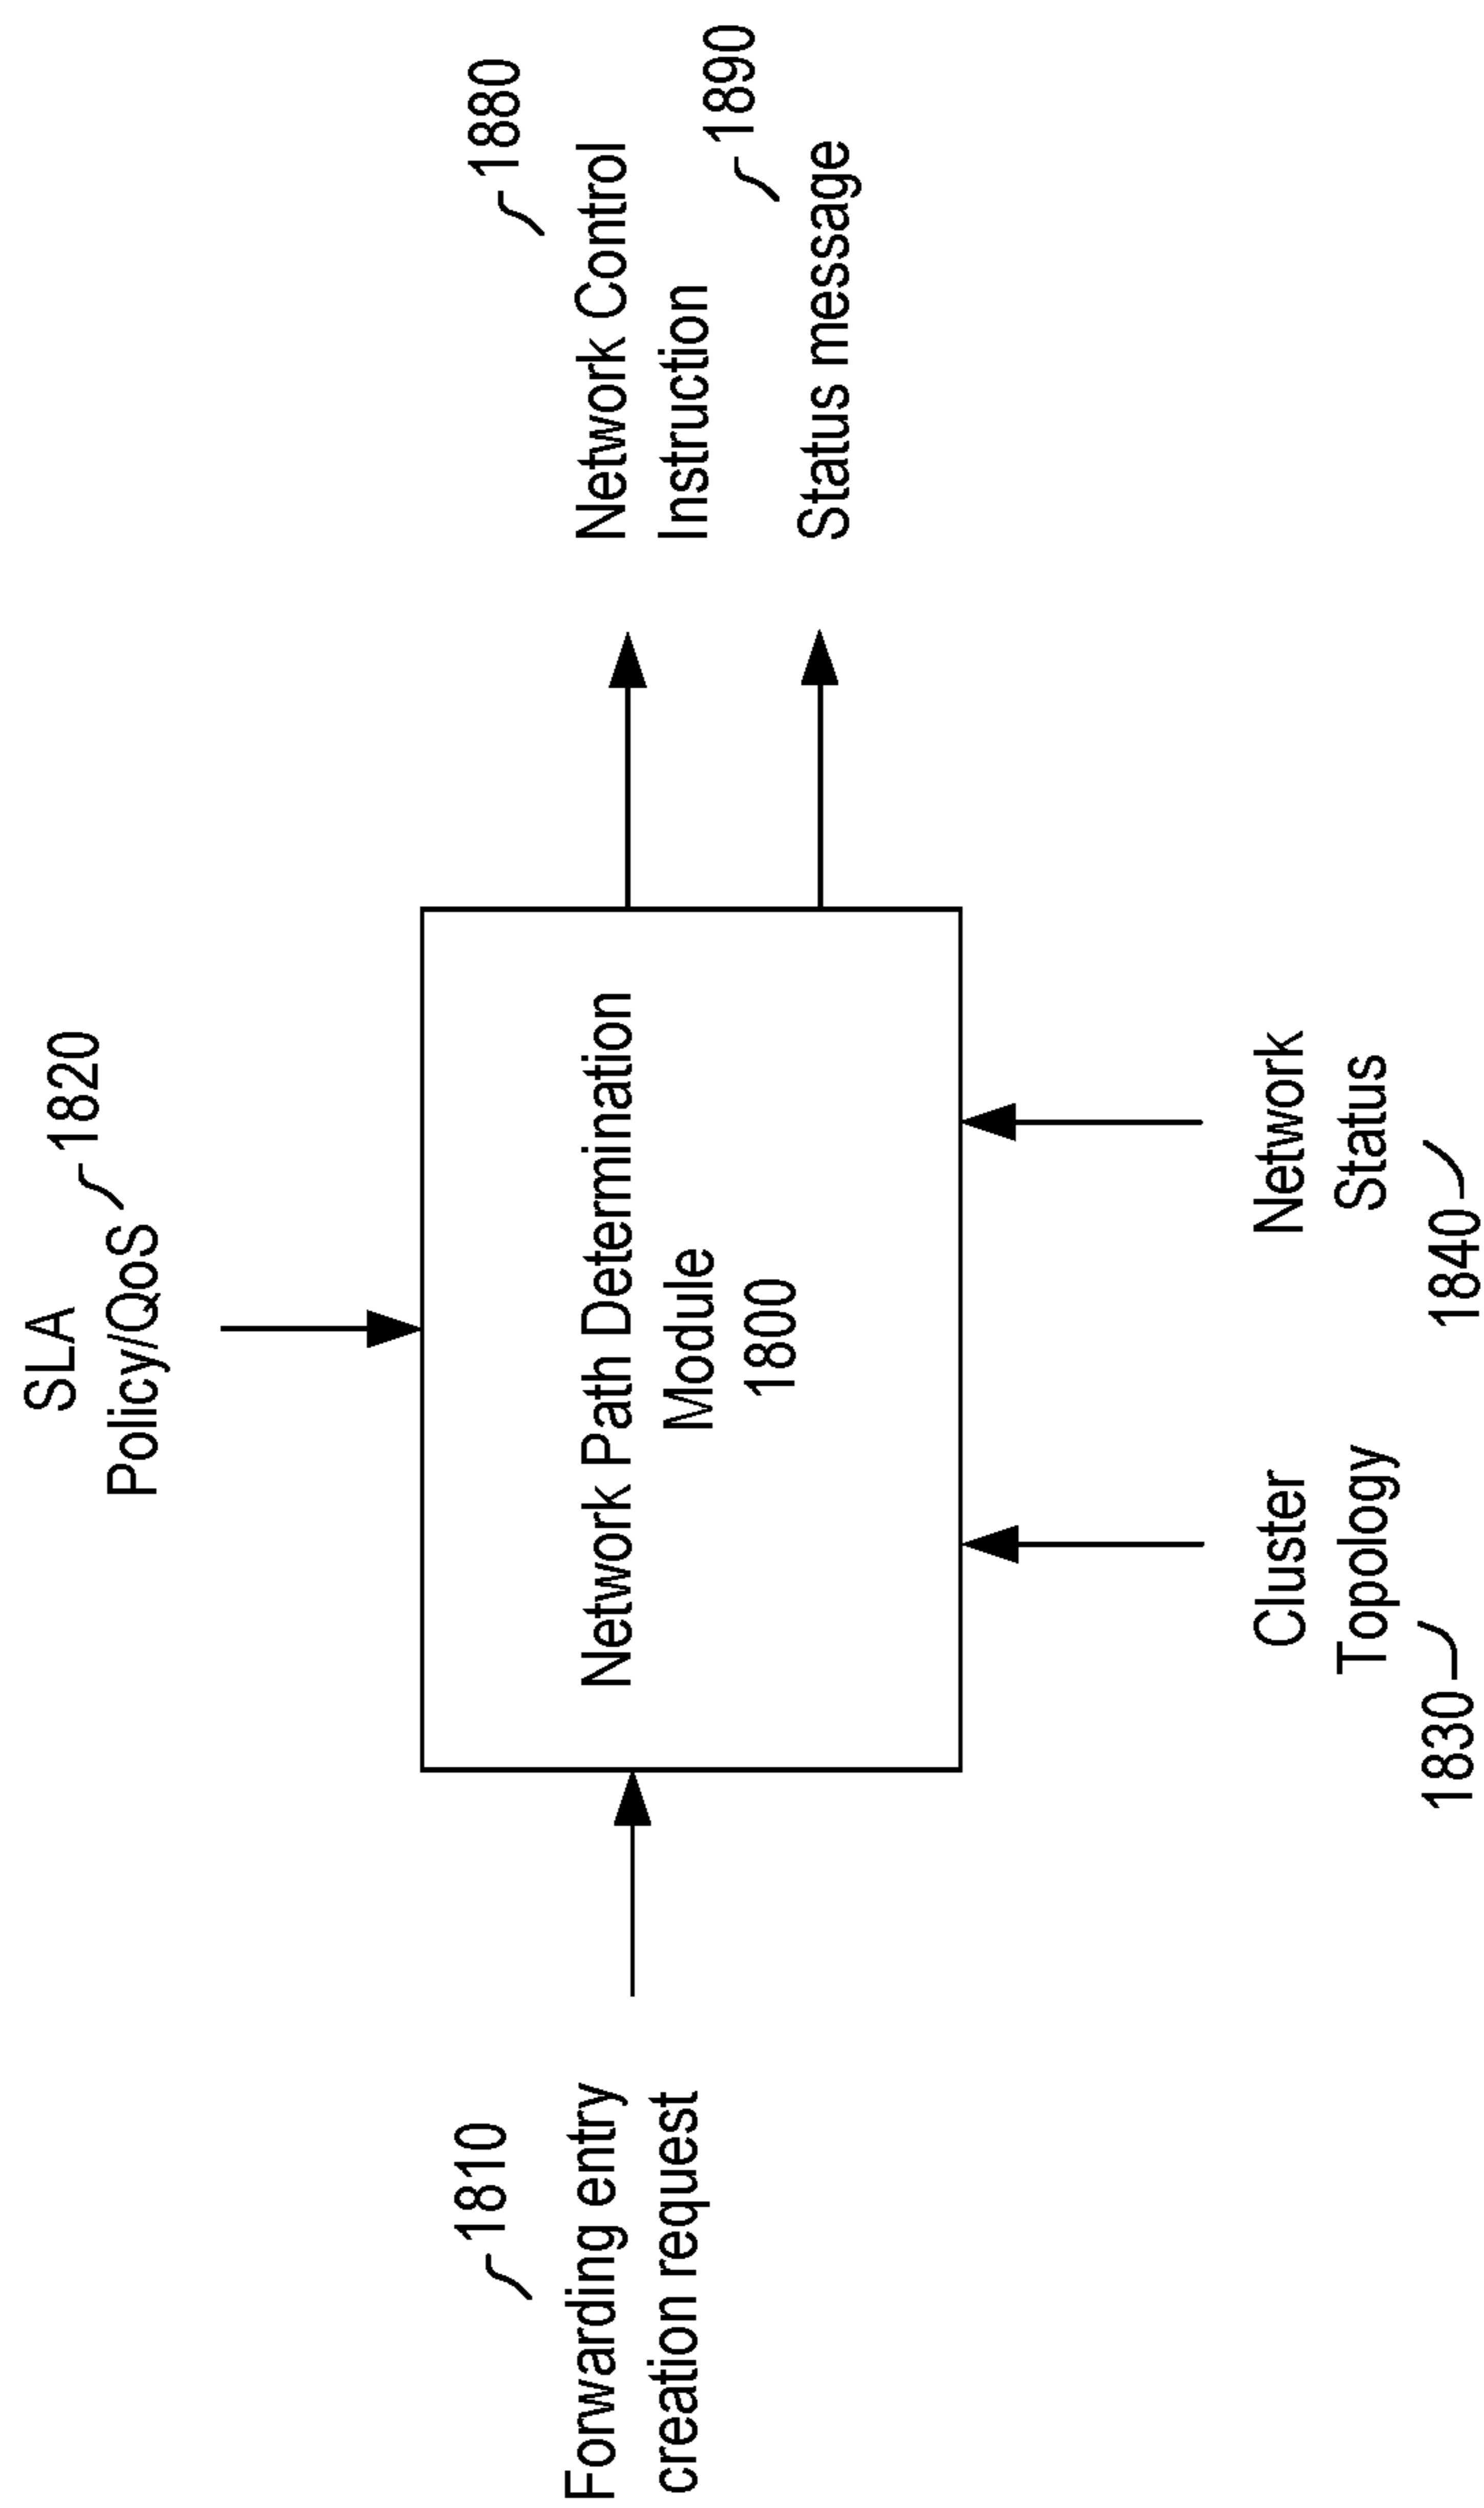 SLA
Policy/QoS
1820
1810
Forwarding entry
creation request
Network Path Determination
Module
1800
1880
Network Control
Instruction
1890
Status message
Cluster
Topology
1830
Network
Status
1840